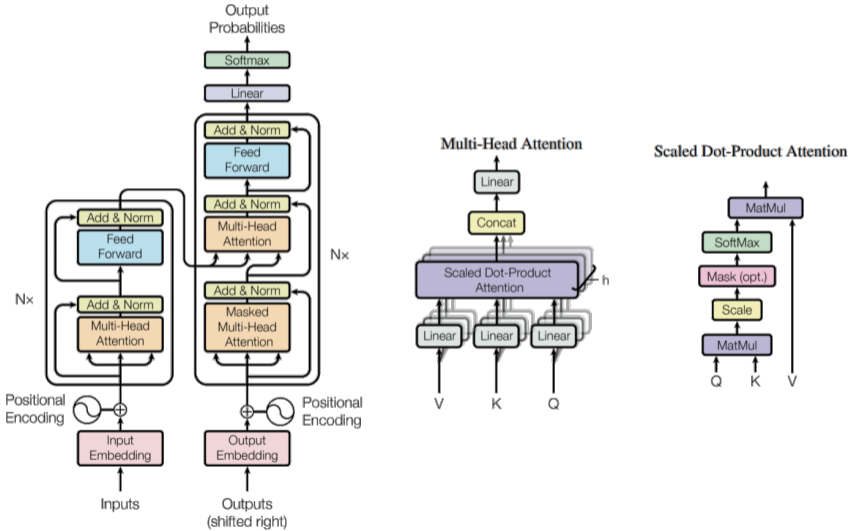 Output
Probabilities
Softmax
Linear
Add & Norm
Feed
Forward
Add & Norm
Multi-Head
Attention
Add & Norm
Masked
Multi-Head
Attention
Nx
Add & Norm
Feed
Forward
Add & Norm
Multi-Head
Attention
Nx
Positional
Encoding
Positional
Encoding
Input
Embedding
Output
Embedding
Inputs
Outputs
(shifted right)
Multi-Head Attention
Linear
Concat
Scaled Dot-Product
Attention
h
Linear
Linear
Linear
V
K
Q
Scaled Dot-Product Attention
MatMul
SoftMax
Mask (opt.)
Scale
MatMul
Q
K
V